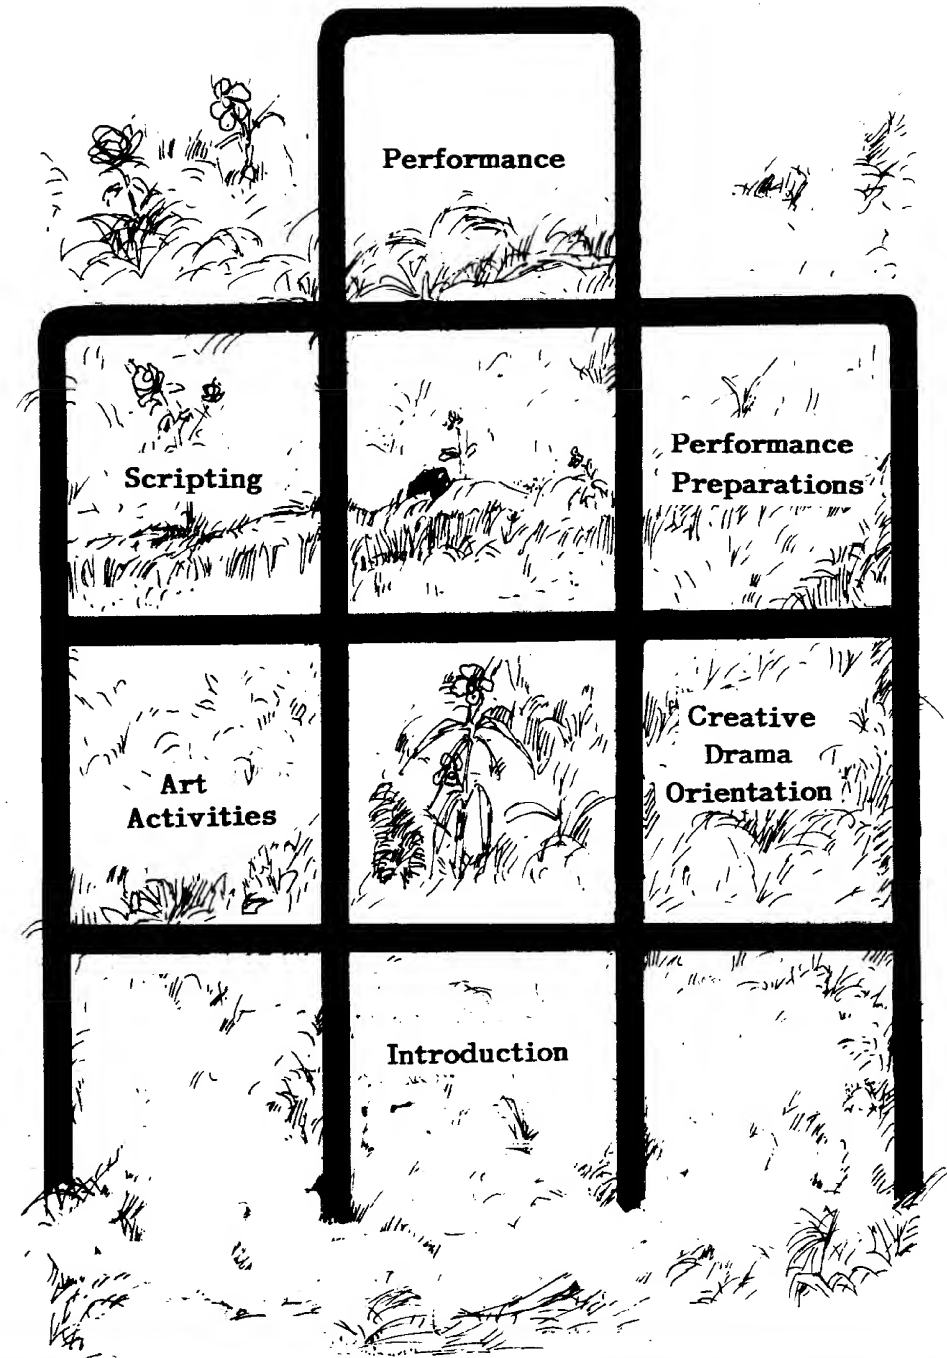 Performance
Scripting
Performance
Preparations
Art
Activities
Creative
Drama
Orientation
Introduction